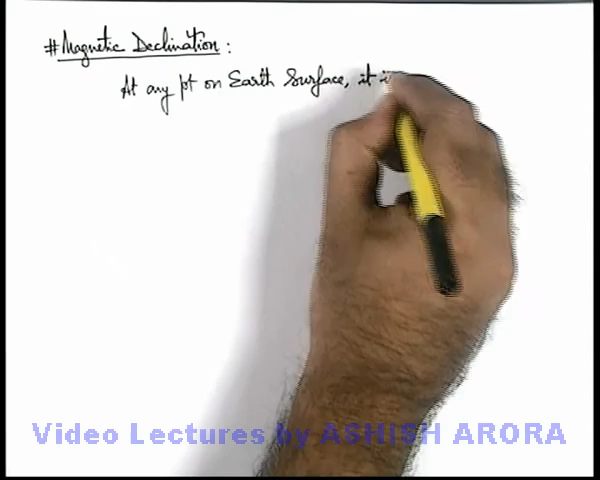 #Magnetic Declination :
At any pt on Earth Surface, it i
Video Lectures by ASHISH ARORA